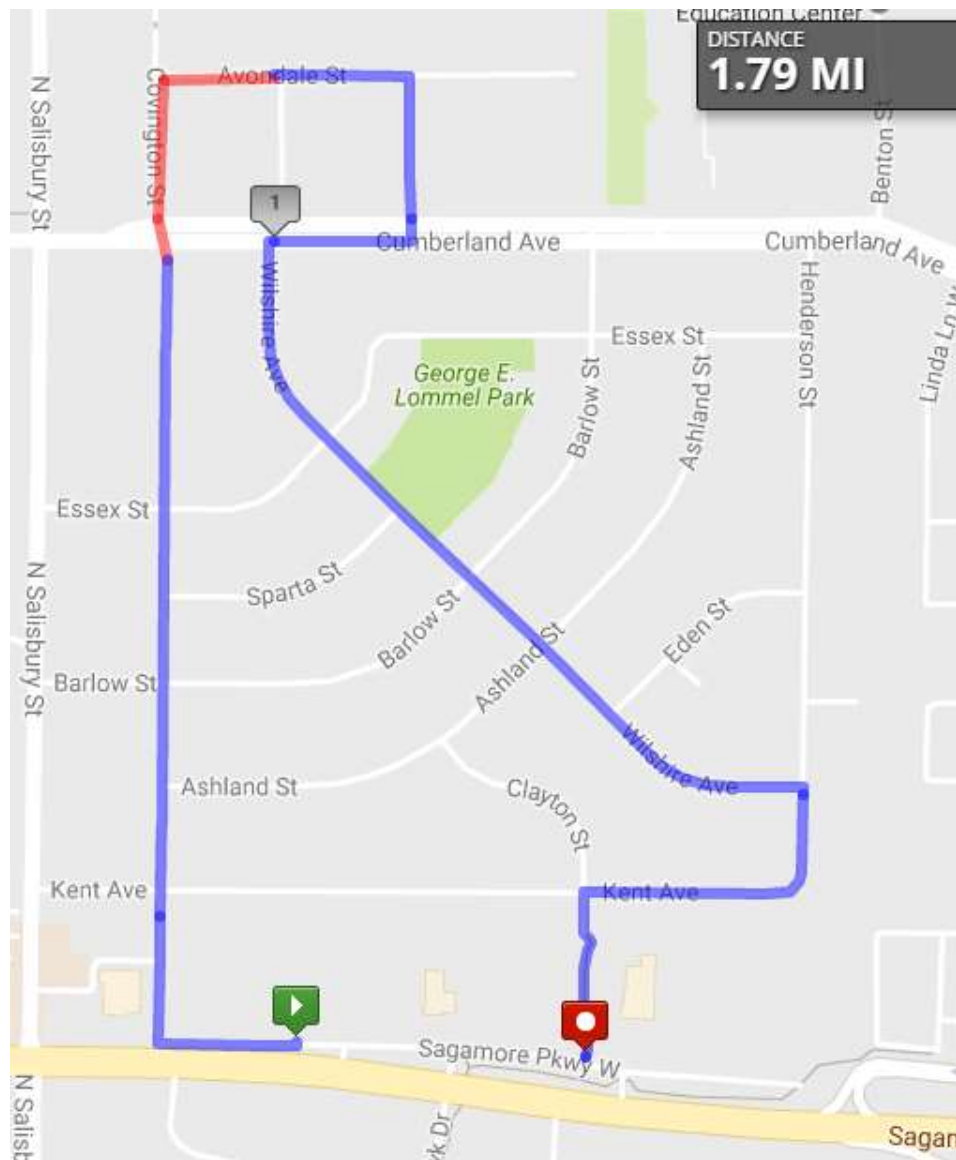 Education Center
DISTANCE
1.79 MI
N Salisbury St
Covington St
Avondale St
Benton St
1
Cumberland Ave
Cumberland Ave
Wilshire Ave
Henderson St
Essex St
George E.
Lommel Park
Barlow St
Ashland St
Linda Ln W
Essex St
Sparta St
N Salisbury St
Barlow St
Eden St
Barlow St
Ashland St
Wilshire Ave
Ashland St
Clayton St
Kent Ave
Kent Ave
Sagamore Pkwy W
N Salisb
yk Dr
Sagam